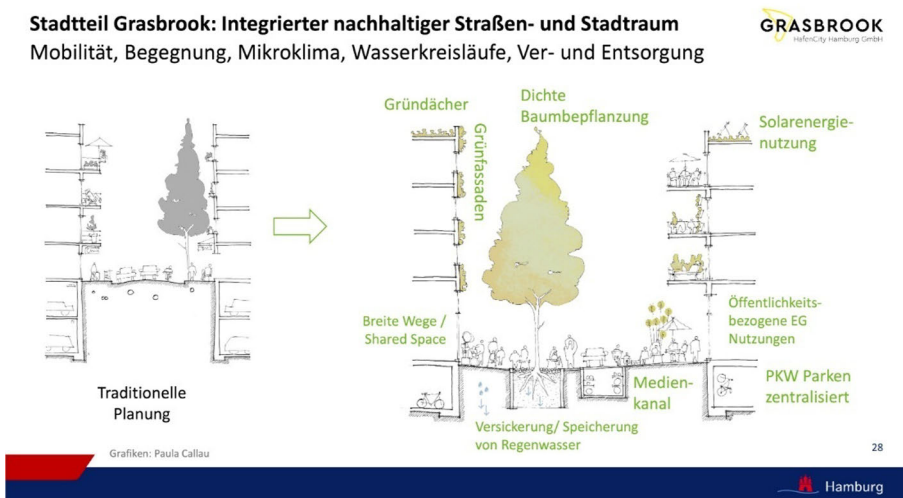 Stadtteil Grasbrook: Integrierter nachhaltiger Straßen- und Stadtraum
Mobilität, Begegnung, Mikroklima, Wasserkreisläufe, Ver- und Entsorgung
GRASBROOK
HafenCity Hamburg GmbH
Gründächer
Grünfassaden
Dichte
Baumbepflanzung
Solarenergie-
nutzung
Breite Wege /
Shared Space
Öffentlichkeits-
bezogene EG
Nutzungen
Traditionelle
Planung
Medien-
kanal
PKW Parken
zentralisiert
Versickerung/ Speicherung
von Regenwasser
Grafiken: Paula Callau
28
Hamburg